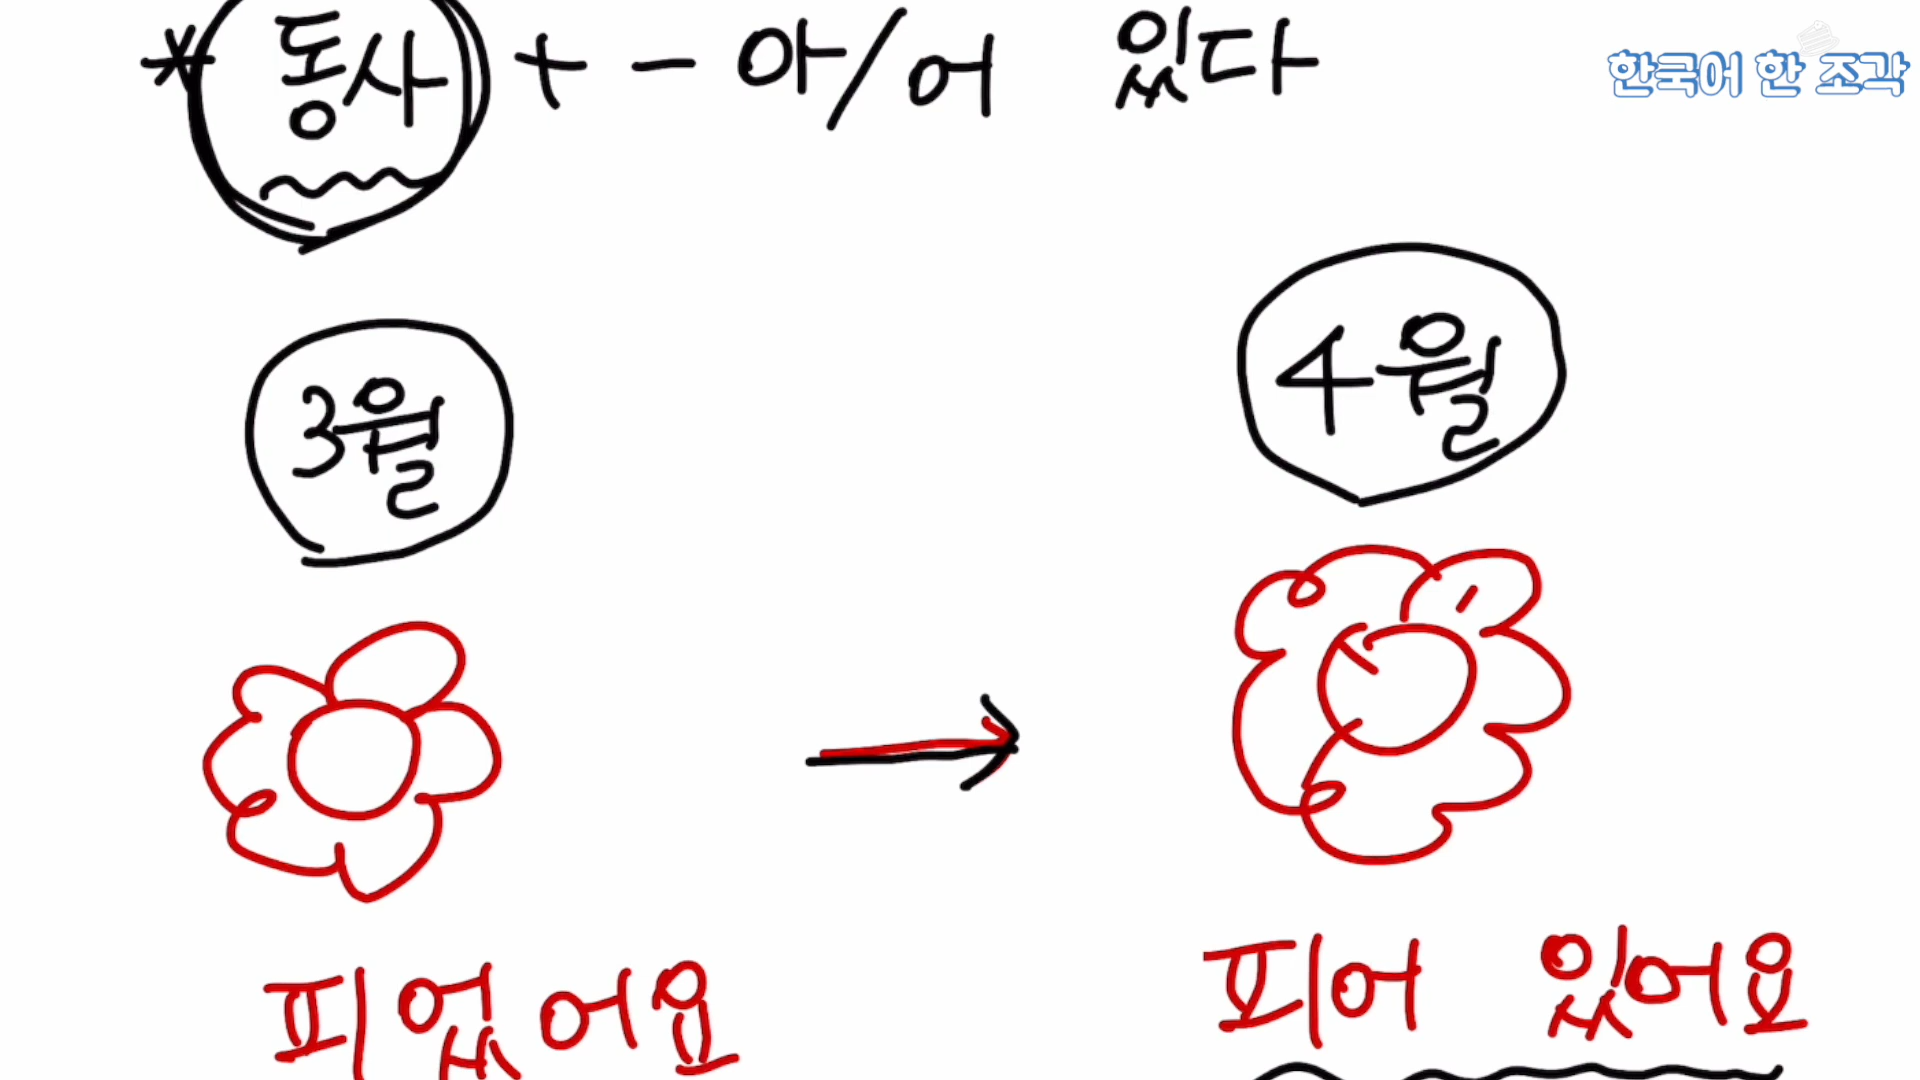 * 동사 + - 아/어 있다
한국어 한 조각
3월
4월
피었어요
피어 있어요